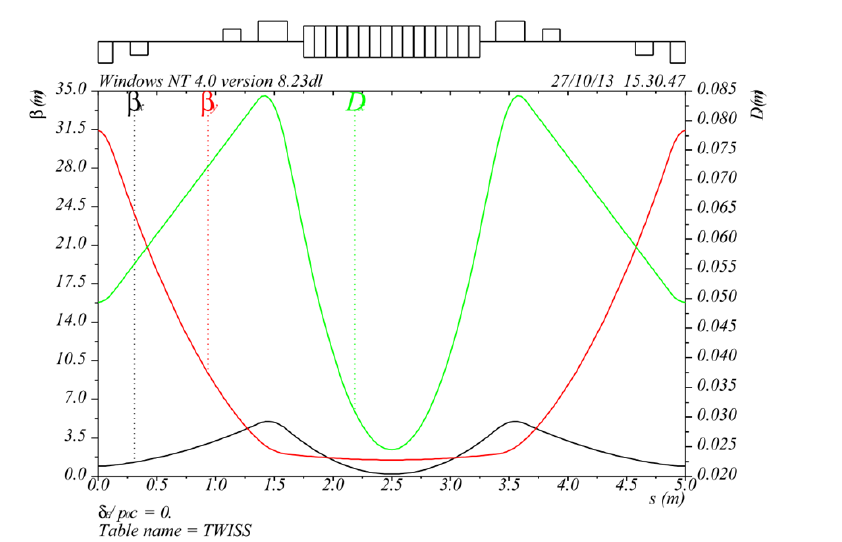 Windows NT 4.0 version 8.23dl 27/10/13 15.30.47
β (m)
D (m)
βx
βy
Dx
35.0
31.5
28.0
24.5
21.0
17.5
14.0
10.5
7.0
3.5
0.0
0.085
0.080
0.075
0.070
0.065
0.060
0.055
0.050
0.045
0.040
0.035
0.030
0.025
0.020
0.0 0.5 1.0 1.5 2.0 2.5 3.0 3.5 4.0 4.5 5.0
s (m)
δE/ p0c = 0.
Table name = TWISS